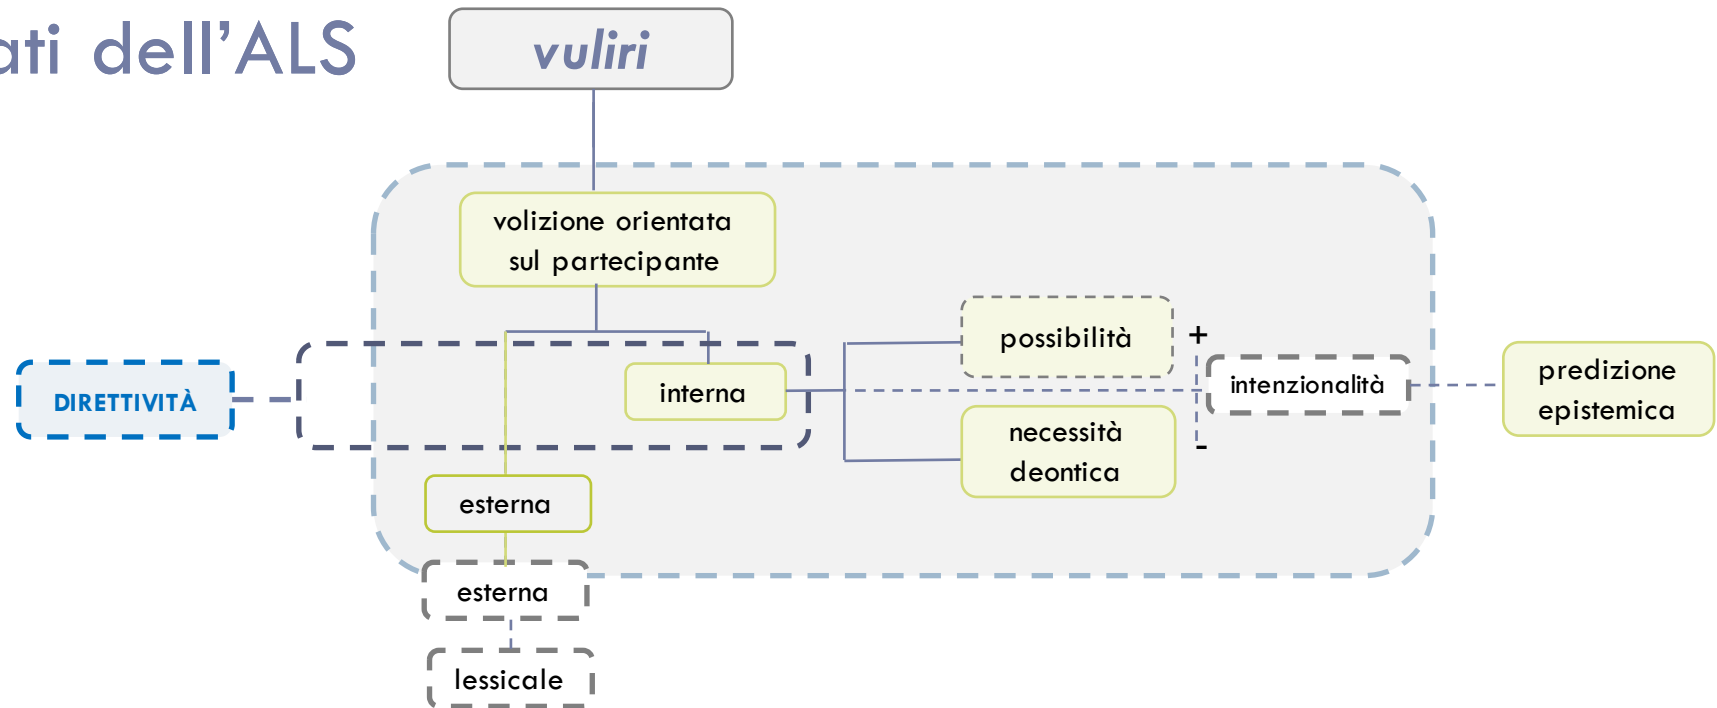 ati dell'ALS
vuliri
volizione orientata
sul partecipante
possibilità
+
intenzionalità
predizione
epistemica
DIRETTIVITÀ
interna
necessità
deontica
-
esterna
esterna
lessicale